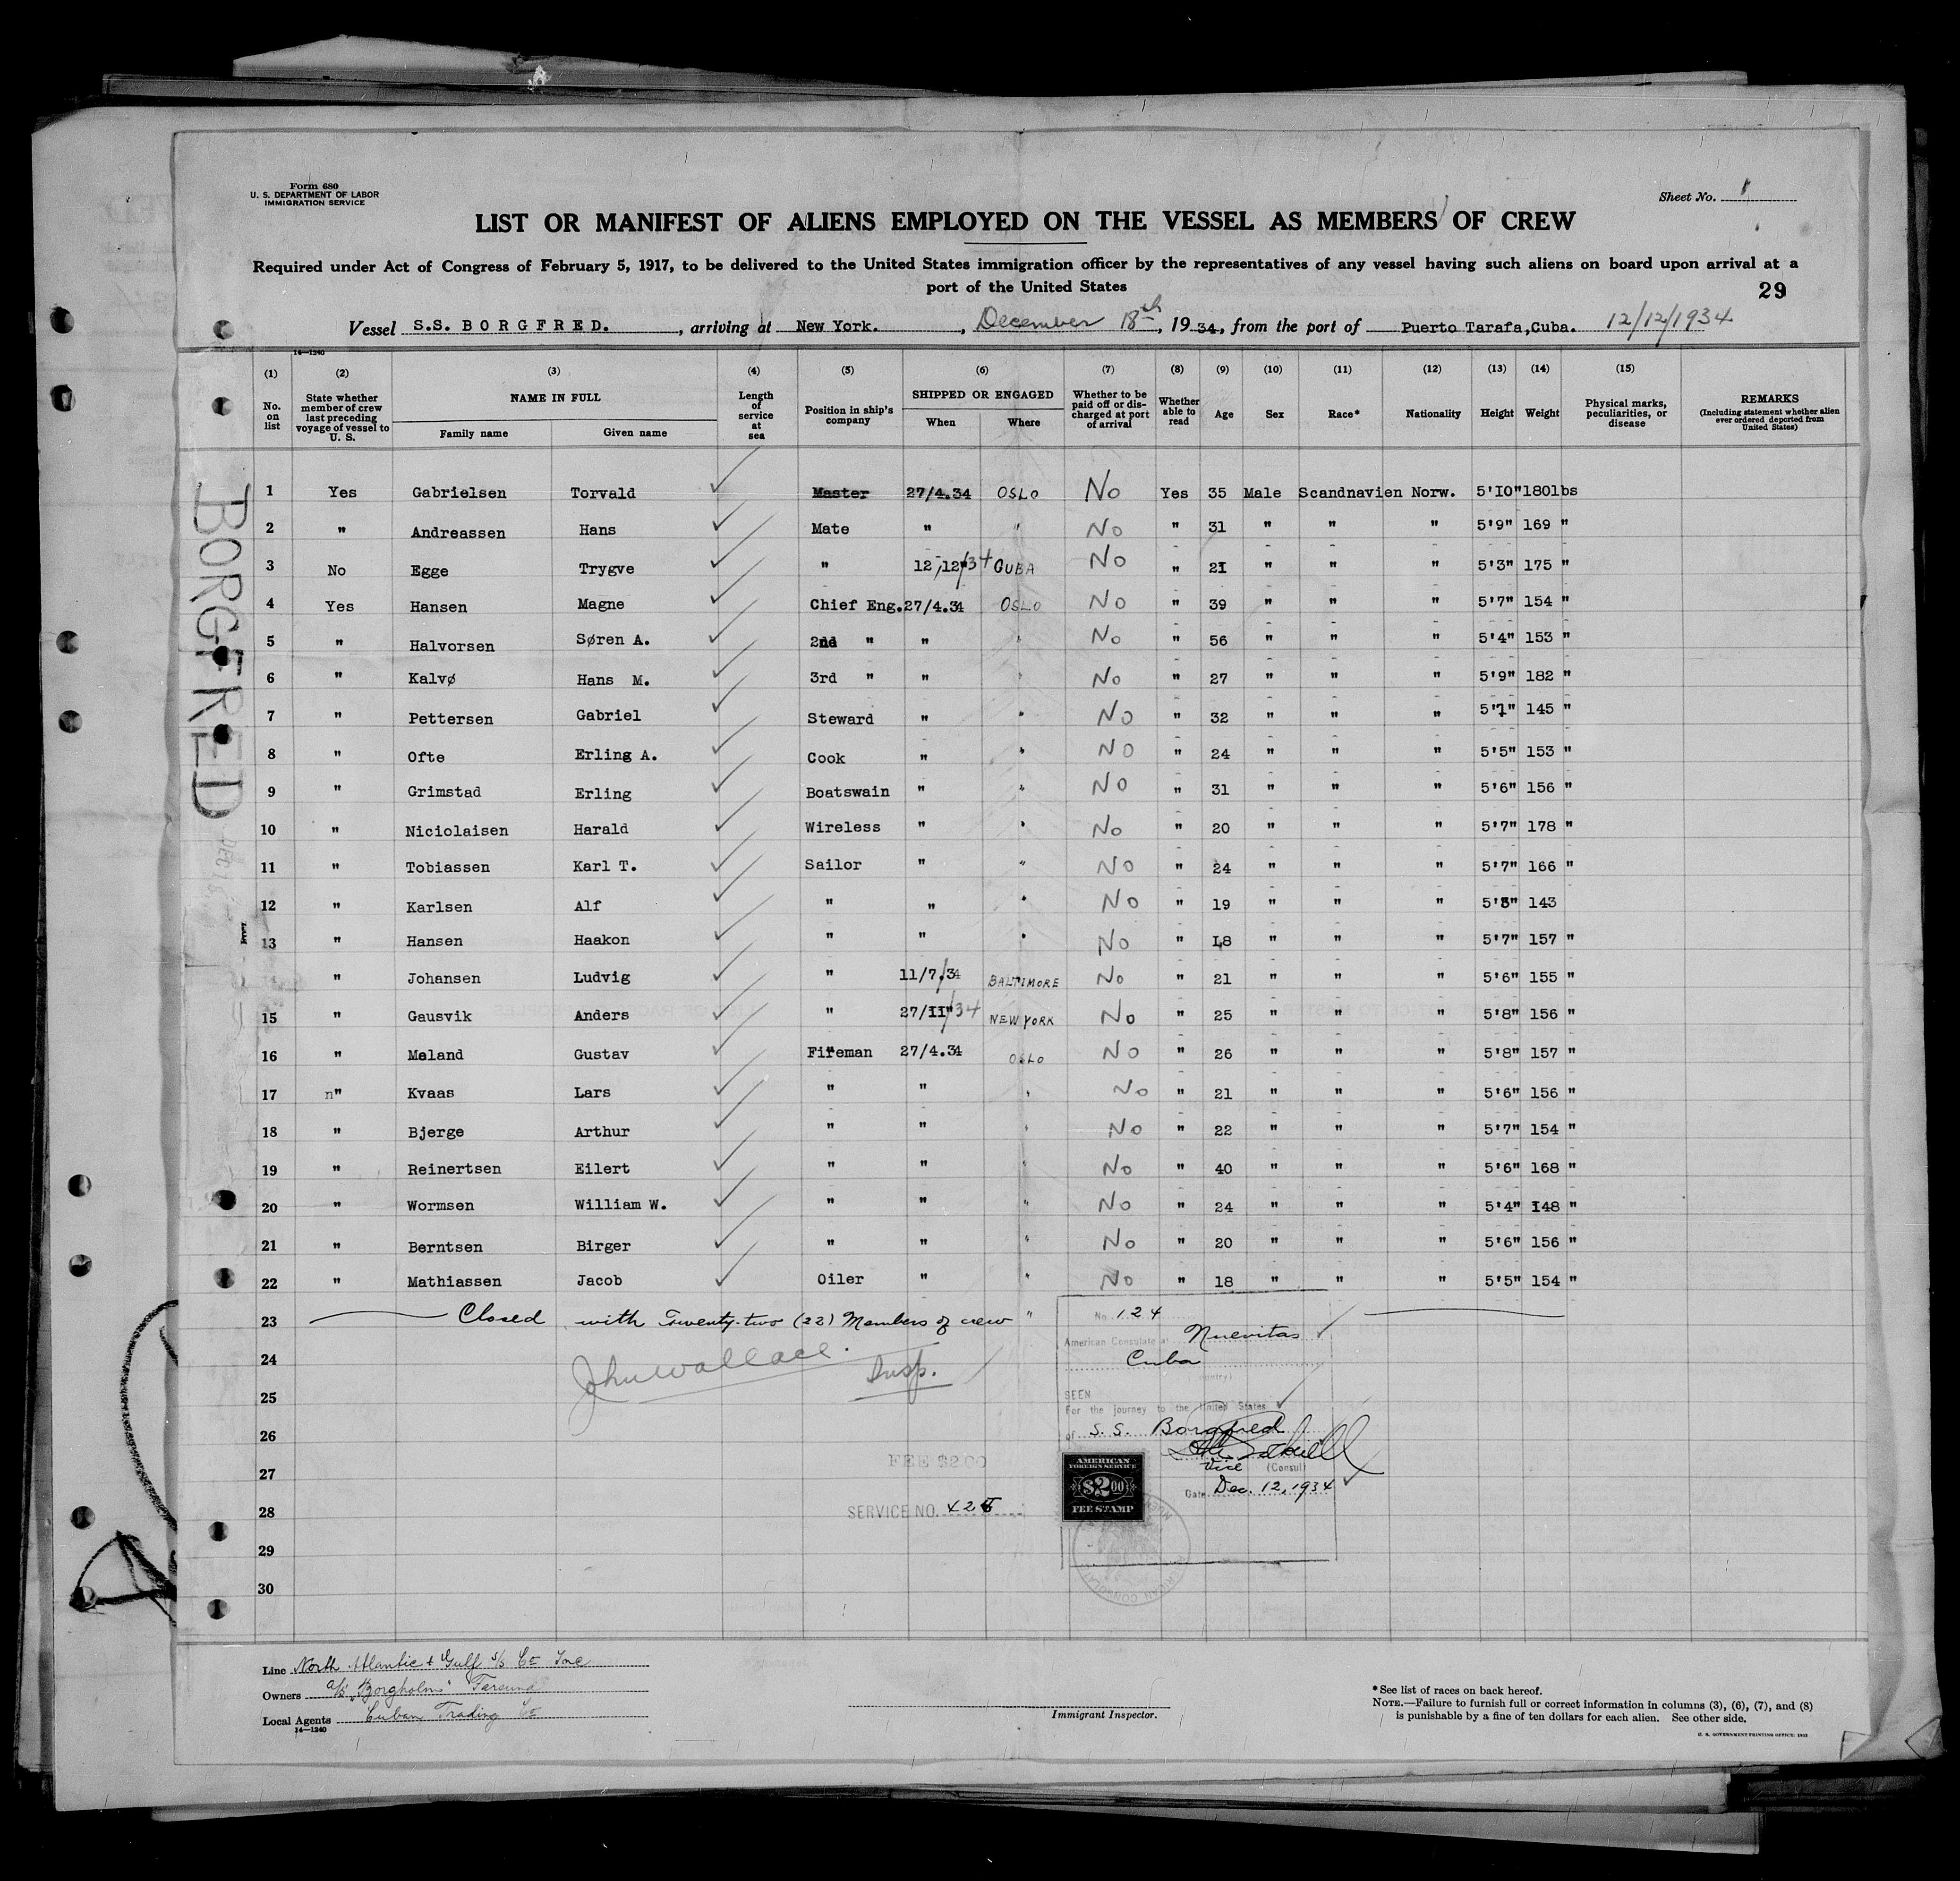 Form 680
U. S. DEPARTMENT OF LABOR
IMMIGRATION SERVICE
Sheet No. 1
LIST OR MANIFEST OF ALIENS EMPLOYED ON THE VESSEL AS MEMBERS OF CREW
Required under Act of Congress of February 5, 1917, to be delivered to the United States immigration officer by the representatives of any vessel having such aliens on board upon arrival at a
port of the United States
29
Vessel S.S. BORGFRED. , arriving at New York. , December 18th, 1934, from the port of Puerto Tarafa,Cuba. 12/12/1934
14—1240
(1) (2) (3) (4) (5) (6) (7) (8) (9) (10) (11) (12) (13) (14) (15)
No. on list
State whether member of crew last preceding voyage of vessel to U. S.
NAME IN FULL
Family name Given name
Length of service at sea
Position in ship's company
SHIPPED OR ENGAGED
When Where
Whether to be paid off or discharged at port of arrival
Whether able to read
Age Sex Race* Nationality Height Weight
Physical marks, peculiarities, or disease
REMARKS
(Including statement whether alien ever ordered deported from United States)
BORGFRED
1 Yes Gabrielsen Torvald Master 27/4.34 OSLO No Yes 35 Male Scandnavien Norw. 5'I0" 180lbs
2 " Andreassen Hans Mate " " No " 31 " " " 5'9" 169 "
3 No Egge Trygve " 12,12"/34 CUBA No " 2I " " " 5'3" 175 "
4 Yes Hansen Magne Chief Eng. 27/4.34 OSLO No " 39 " " " 5'7" 154 "
5 " Halvorsen Søren A. 2nd " " " No " 56 " " " 5'4" 153 "
6 " Kalvø Hans M. 3rd " " " No " 27 " " " 5'9" 182 "
7 " Pettersen Gabriel Steward " " No " 32 " " " 5'7" 145 "
8 " Ofte Erling A. Cook " " No " 24 " " " 5'5" 153 "
9 " Grimstad Erling Boatswain " " No " 31 " " " 5'6" 156 "
10 " Niciolaisen Harald Wireless " " No " 20 " " " 5'7" 178 "
11 " Tobiassen Karl T. Sailor " " No " 24 " " " 5'7" 166 "
12 " Karlsen Alf " " " No " 19 " " " 5'8" 143
13 " Hansen Haakon " " " No " I8 " " " 5'7" 157 "
" Johansen Ludvig " 11/7/34 BALTIMORE No " 21 " " " 5'6" 155 "
15 " Gausvik Anders " 27/II"/34 NEW YORK No " 25 " " " 5'8" 156 "
16 " Meland Gustav Fireman 27/4.34 OSLO No " 26 " " " 5'8" 157 "
17 n" Kvaas Lars " " " No " 21 " " " 5'6" 156 "
18 " Bjerge Arthur " " " No " 22 " " " 5'7" 154 "
19 " Reinertsen Eilert " " " No " 40 " " " 5'6" 168 "
20 " Wormsen William W. " " " No " 24 " " " 5'4" I48 "
21 " Berntsen Birger " " " No " 20 " " " 5'6" 156 "
22 " Mathiassen Jacob Oiler " " No " 18 " " " 5'5" 154 "
23 Closed with Twenty-two (22) Members of crew "
24 John Wallace. Insp.
25
26
27
28
29
30
No. 124
American Consulate at Nuevitas
Cuba
(Country)
SEEN
For the journey to the United States
of S. S. Borgfred
Vice (Consul)
Date Dec. 12, 1934
AMERICAN
FOREIGN SERVICE
$2.00
FEE STAMP
FEE $2.00
SERVICE NO.
Line North Atlantic & Gulf S/S Co Inc
Owners a/s "Borgholm" Farsund
Local Agents Cuban Trading Co
14—1240
Immigrant Inspector.
*See list of races on back hereof.
NOTE.—Failure to furnish full or correct information in columns (3), (6), (7), and (8)
is punishable by a fine of ten dollars for each alien. See other side.